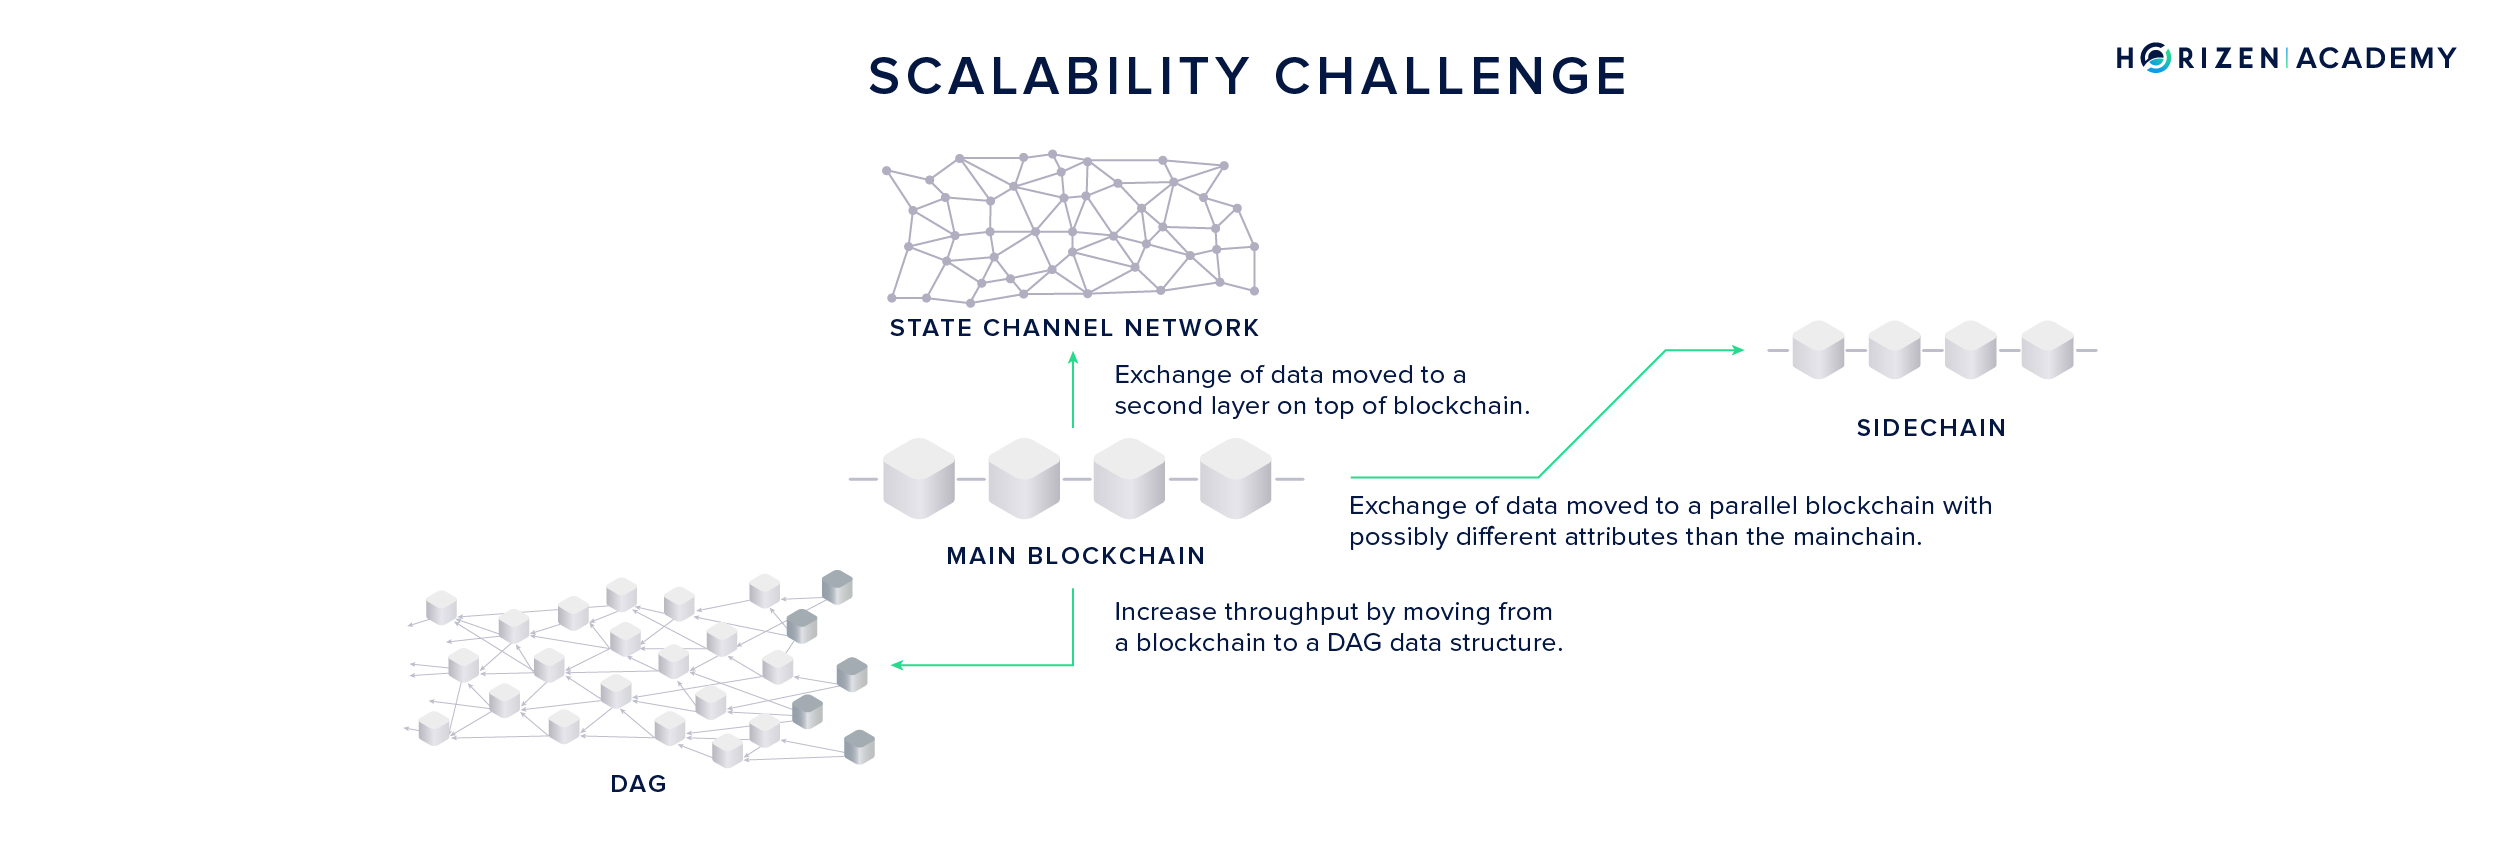 SCALABILITY CHALLENGE
HORIZEN | ACADEMY
STATE CHANNEL NETWORK
Exchange of data moved to a
second layer on top of blockchain.
SIDECHAIN
Exchange of data moved to a parallel blockchain with
possibly different attributes than the mainchain.
MAIN BLOCKCHAIN
Increase throughput by moving from
a blockchain to a DAG data structure.
DAG